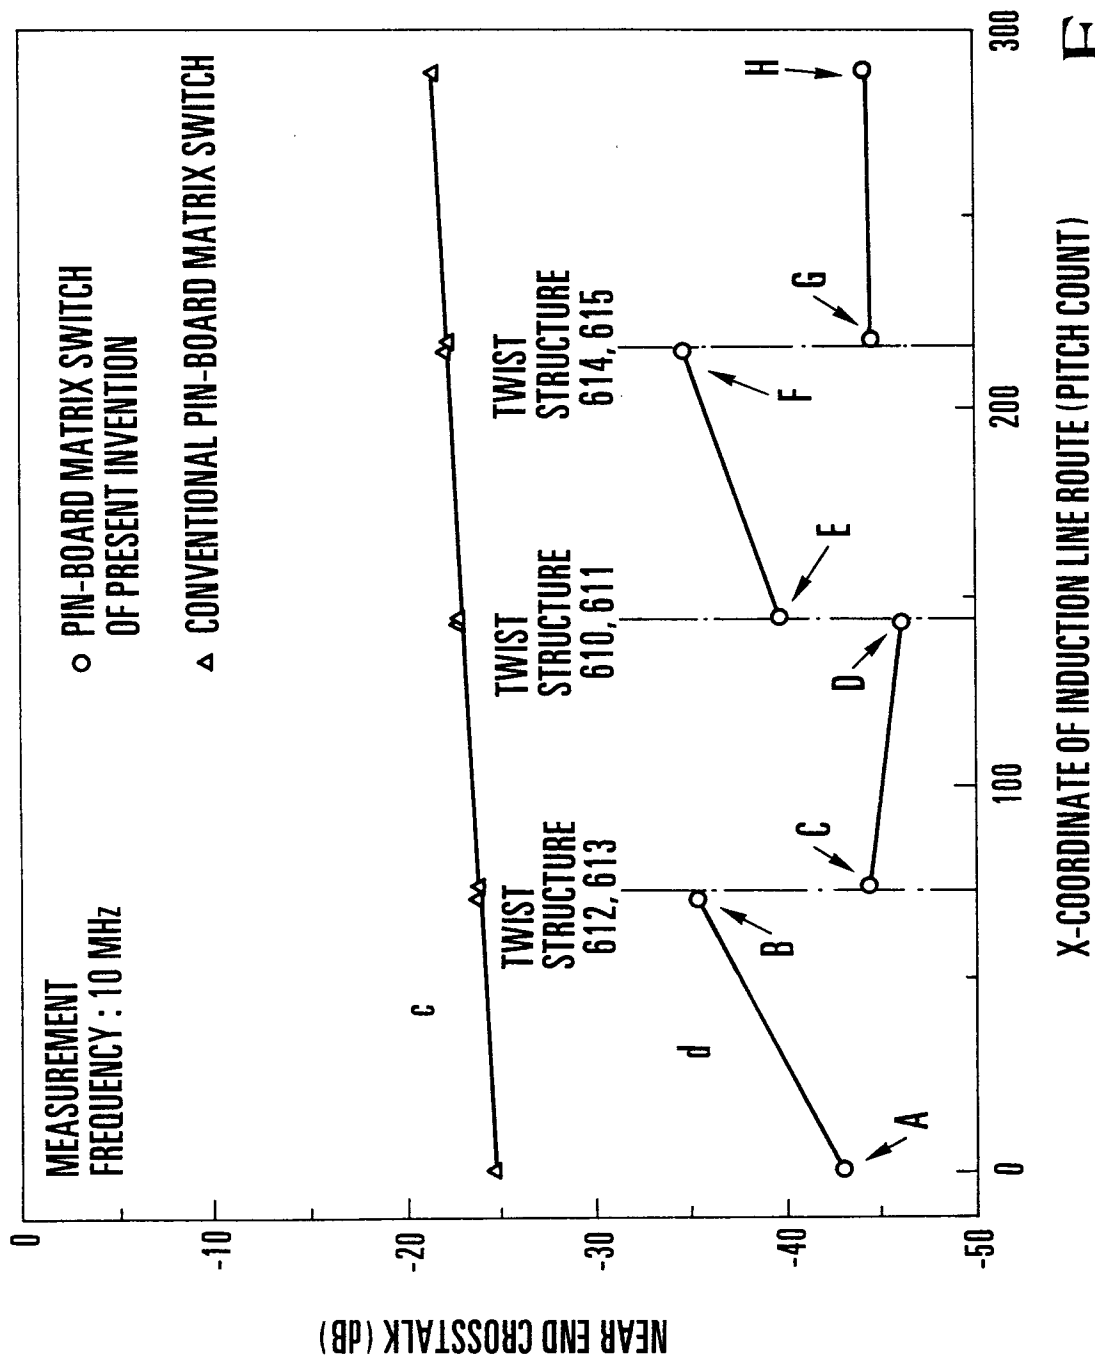 MEASUREMENT
FREQUENCY : 10 MHz
○ PIN-BOARD MATRIX SWITCH
OF PRESENT INVENTION
△ CONVENTIONAL PIN-BOARD MATRIX SWITCH
c
d
TWIST
STRUCTURE
612, 613
TWIST
STRUCTURE
610, 611
TWIST
STRUCTURE
614, 615
A
B
C
D
E
F
G
H
NEAR END CROSSTALK (dB)
0
-10
-20
-30
-40
-50
0
100
200
300
X-COORDINATE OF INDUCTION LINE ROUTE (PITCH COUNT)